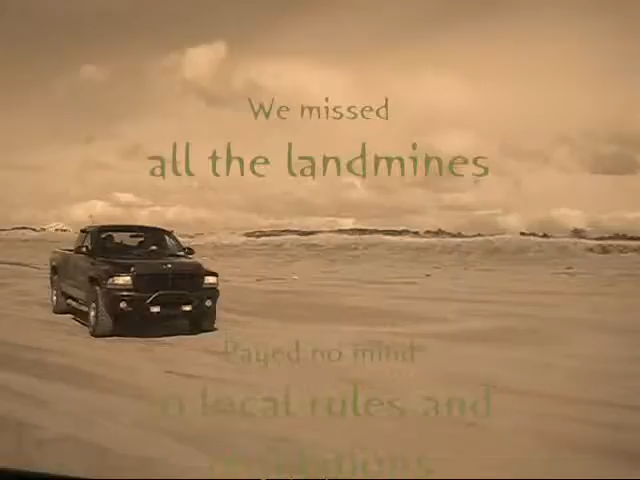 We missed
all the landmines
Payed no mind
local rules and